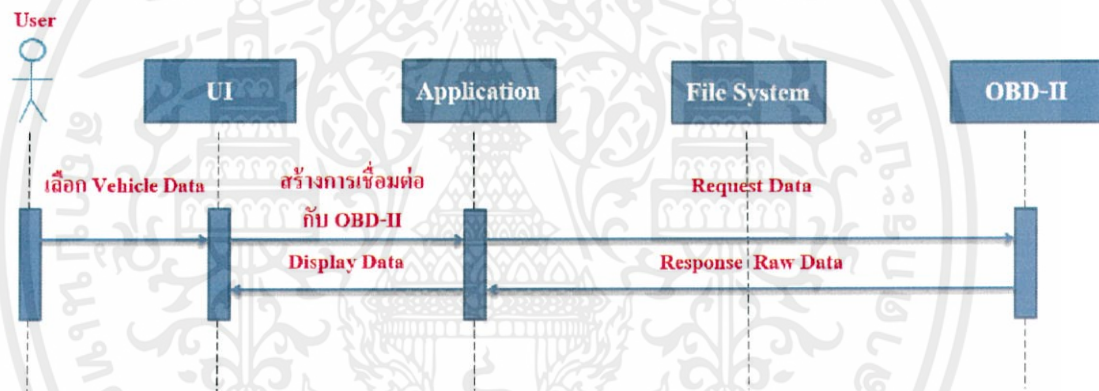 User
UI
Application
File System
OBD-II
เลือก Vehicle Data
สร้างการเชื่อมต่อ
กับ OBD-II
Request Data
Display Data
Response Raw Data